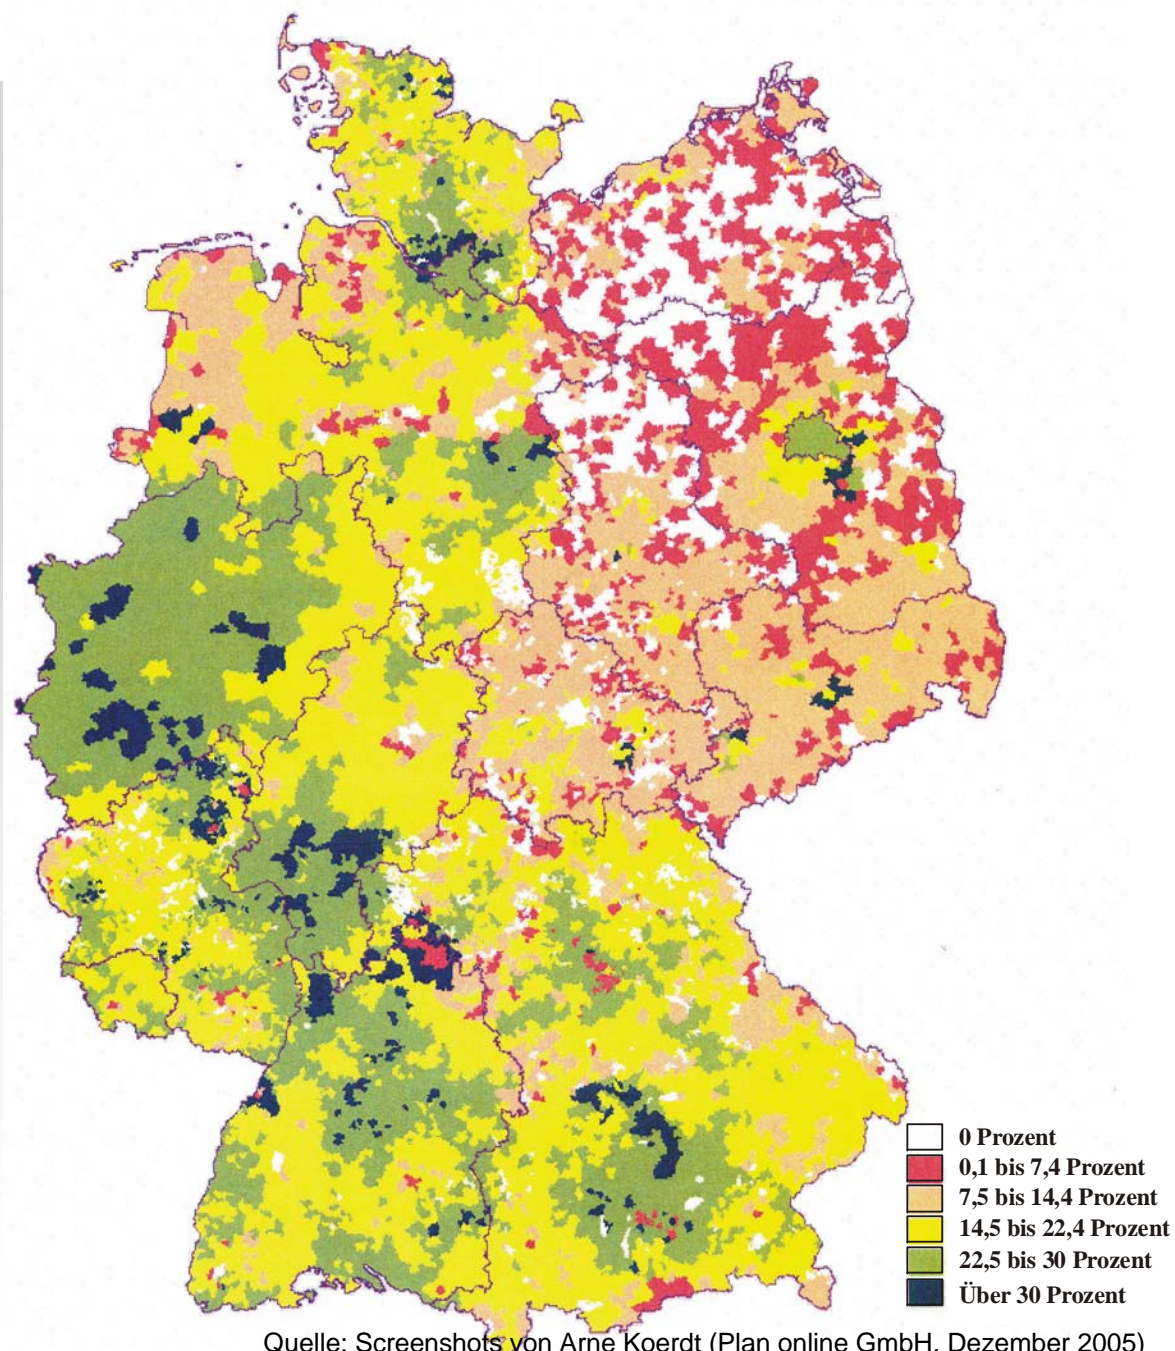 0 Prozent
0,1 bis 7,4 Prozent
7,5 bis 14,4 Prozent
14,5 bis 22,4 Prozent
22,5 bis 30 Prozent
Über 30 Prozent
Quelle: Screenshots von Arne Koerdt (Plan online GmbH, Dezember 2005)